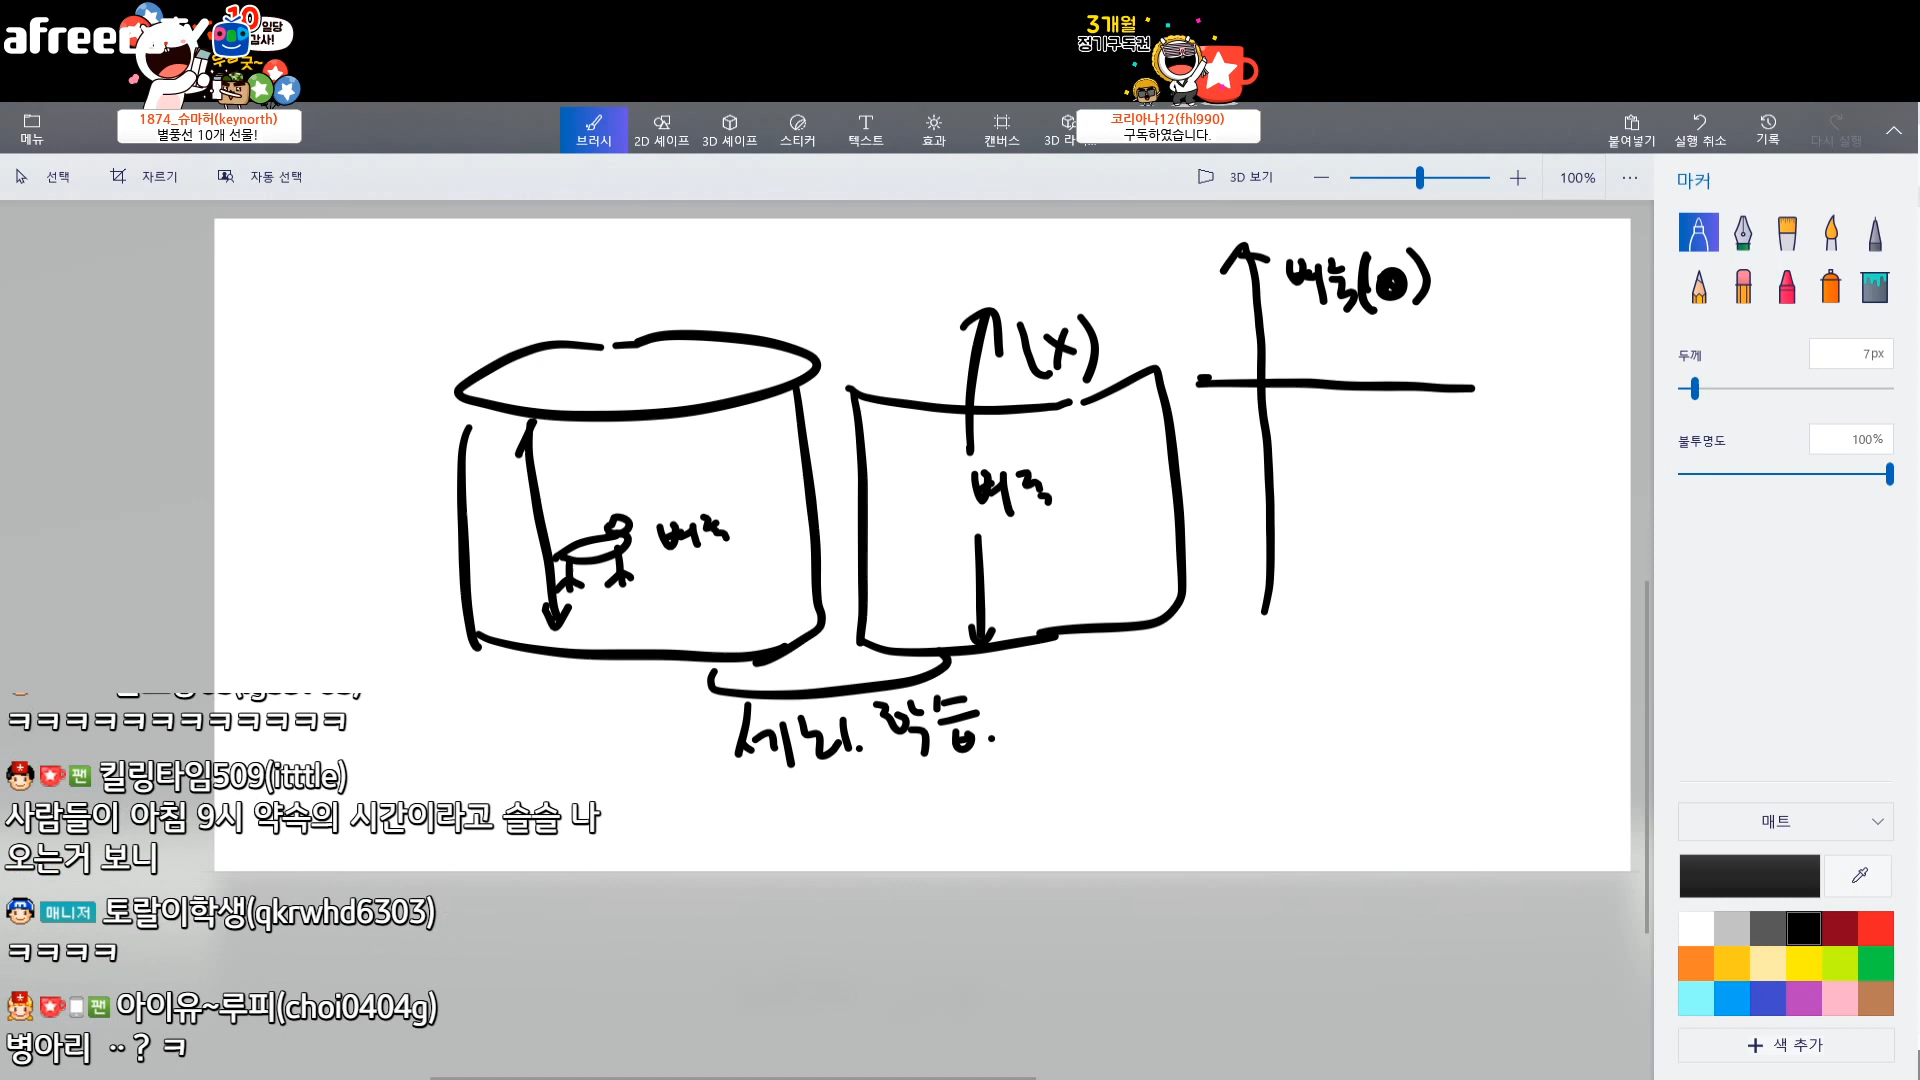 일당
감사!
3개월
정기구독권
1874_슈마허(keynorth)
별풍선 10개 선물!
코리아나12(fhl990)
구독하였습니다.
메뉴
브러시
2D 셰이프
3D 셰이프
스티커
텍스트
효과
캔버스
붙여넣기
실행 취소
기록
다시 실행
선택
자르기
자동 선택
3D 보기
100%
마커
두께
7px
불투명도
100%
매트
색 추가
벼룩
(X)
벼룩
세뇌. 학습.
ㅋㅋㅋㅋㅋㅋㅋㅋㅋㅋㅋㅋ
팬 킬링타임509(itttle)
사람들이 아침 9시 약속의 시간이라고 슬슬 나
오는거 보니
매니저 토랄이학생(qkrwhd6303)
ㅋㅋㅋㅋ
팬 아이유~루피(choi0404g)
병아리 ..? ㅋ